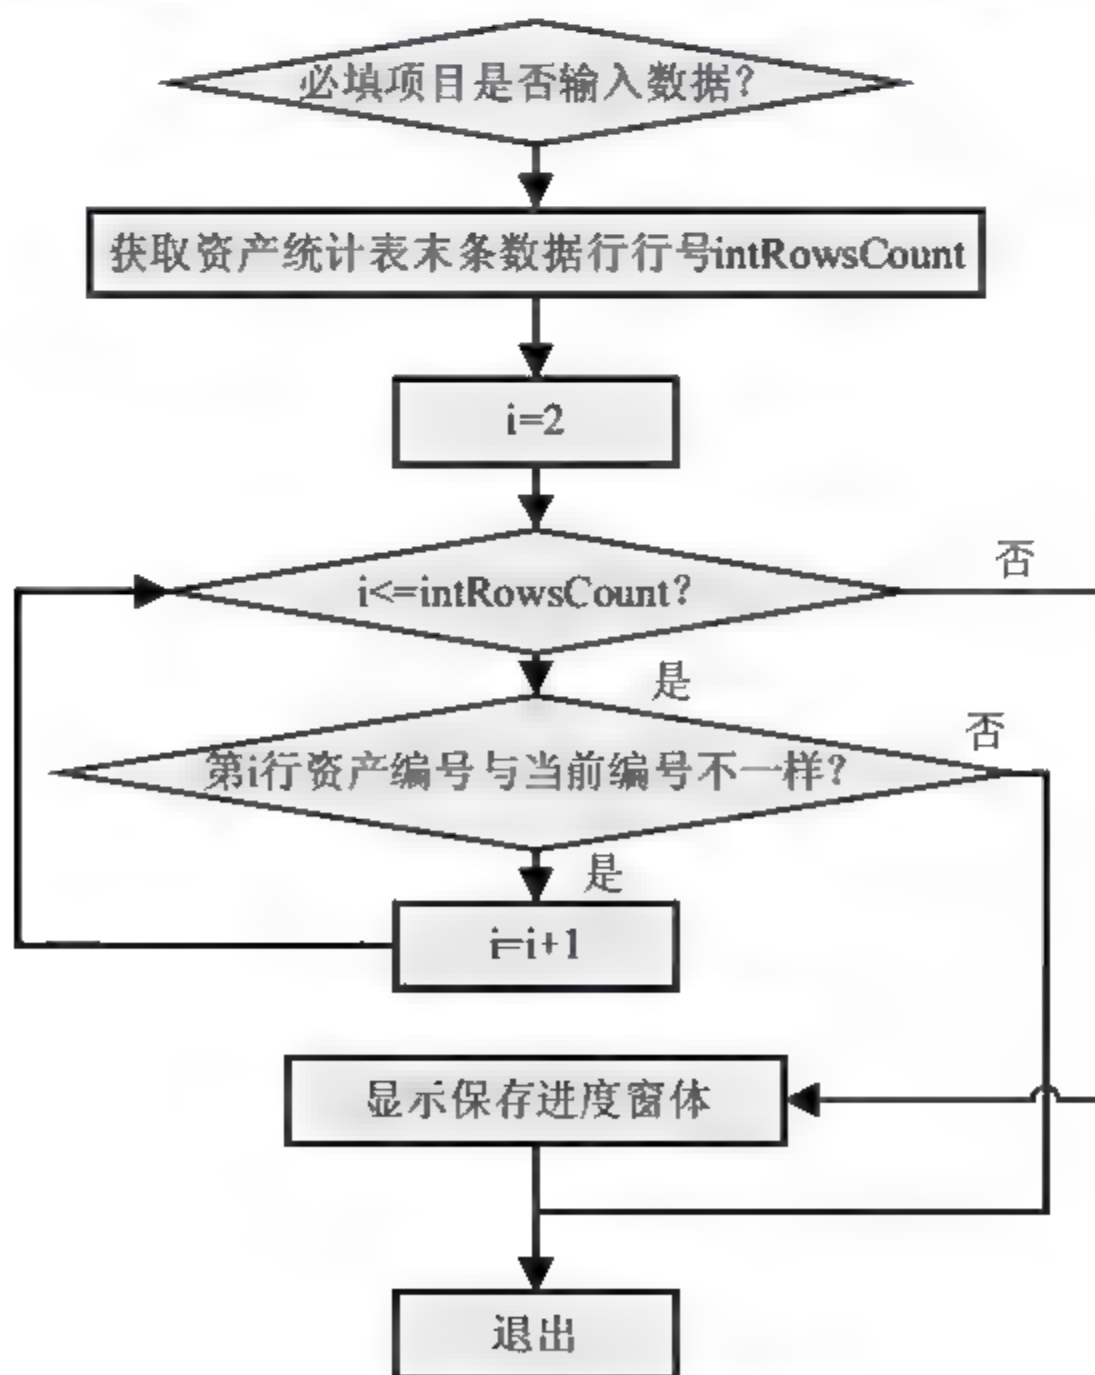 必填项目是否输入数据？
获取资产统计表末条数据行行号intRowsCount
i=2
否
i<=intRowsCount？
是
否
第i行资产编号与当前编号不一样？
是
i=i+1
显示保存进度窗体
退出